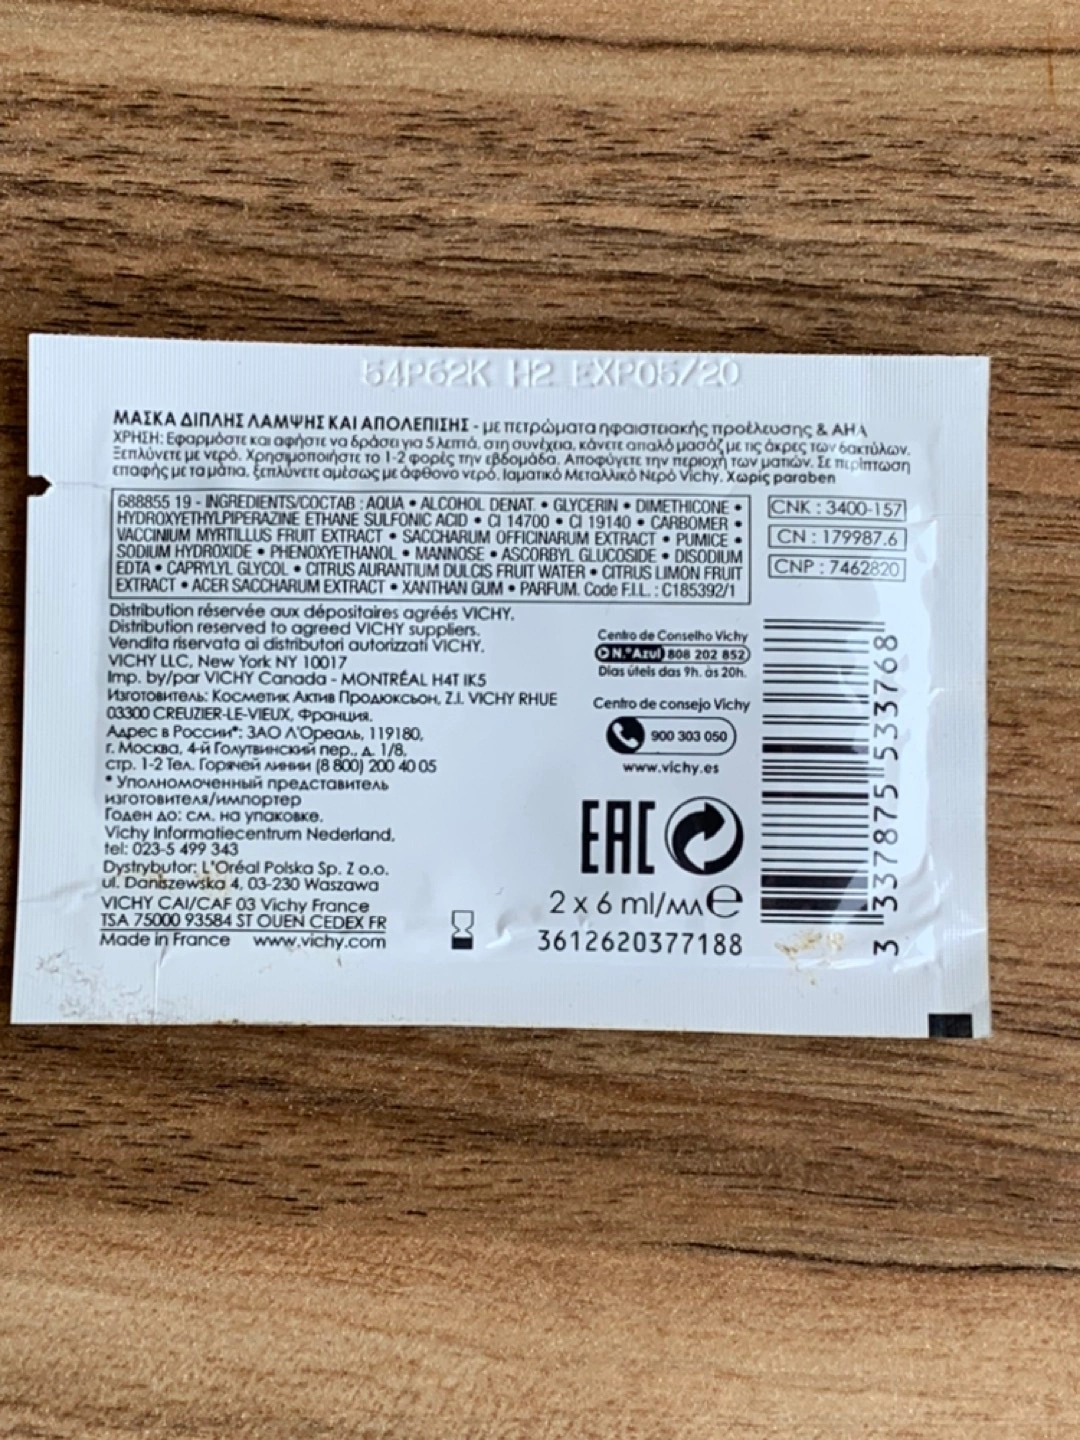 54P62K H2 EXP05/20
ΜΑΣΚΑ ΔΙΠΛΗΣ ΛΑΜΨΗΣ ΚΑΙ ΑΠΟΛΕΠΙΣΗΣ - με πετρώματα ηφαιστειακής προέλευσης & AHA
ΧΡΗΣΗ: Εφαρμόστε και αφήστε να δράσει για 5 λεπτά, στη συνέχεια, κάνετε απαλό μασάζ με τις άκρες των δακτύλων.
Ξεπλύνετε με νερό. Χρησιμοποιήστε το 1-2 φορές την εβδομάδα. Αποφύγετε την περιοχή των ματιών. Σε περίπτωση
επαφής με τα μάτια, ξεπλύνετε αμέσως με άφθονο νερό. Ιαματικό Μεταλλικό Νερό Vichy. Χωρίς paraben
688855 19 - INGREDIENTS/СОСТАВ : AQUA • ALCOHOL DENAT. • GLYCERIN • DIMETHICONE •
HYDROXYETHYLPIPERAZINE ETHANE SULFONIC ACID • CI 14700 • CI 19140 • CARBOMER •
VACCINIUM MYRTILLUS FRUIT EXTRACT • SACCHARUM OFFICINARUM EXTRACT • PUMICE •
SODIUM HYDROXIDE • PHENOXYETHANOL • MANNOSE • ASCORBYL GLUCOSIDE • DISODIUM
EDTA • CAPRYLYL GLYCOL • CITRUS AURANTIUM DULCIS FRUIT WATER • CITRUS LIMON FRUIT
EXTRACT • ACER SACCHARUM EXTRACT • XANTHAN GUM • PARFUM. Code F.I.L. : C185392/1
CNK : 3400-157
CN : 179987.6
CNP : 7462820
Distribution réservée aux dépositaires agréés VICHY.
Distribution reserved to agreed VICHY suppliers.
Vendita riservata ai distributori autorizzati VICHY.
VICHY LLC, New York NY 10017
Imp. by/par VICHY Canada - MONTRÉAL H4T 1K5
Изготовитель: Косметик Актив Продюксьон, Z.I. VICHY RHUE
03300 CREUZIER-LE-VIEUX, Франция.
Адрес в России*: ЗАО Л'Ореаль, 119180,
г. Москва, 4-й Голутвинский пер., д. 1/8,
стр. 1-2 Тел. Горячей линии (8 800) 200 40 05
* Уполномоченный представитель
изготовителя/импортер
Годен до: см. на упаковке.
Vichy Informatiecentrum Nederland,
tel: 023-5 499 343
Dystrybutor: L'Oréal Polska Sp. Z o.o.
ul. Daniszewska 4, 03-230 Waszawa
VICHY CAI/CAF 03 Vichy France
TSA 75000 93584 ST OUEN CEDEX FR
Made in France www.vichy.com
Centro de Conselho Vichy
N.º Azul 808 202 852
Dias úteis das 9h. às 20h.
Centro de consejo Vichy
900 303 050
www.vichy.es
EAC
2 x 6 ml/мл e
3612620377188
3 337875 533768